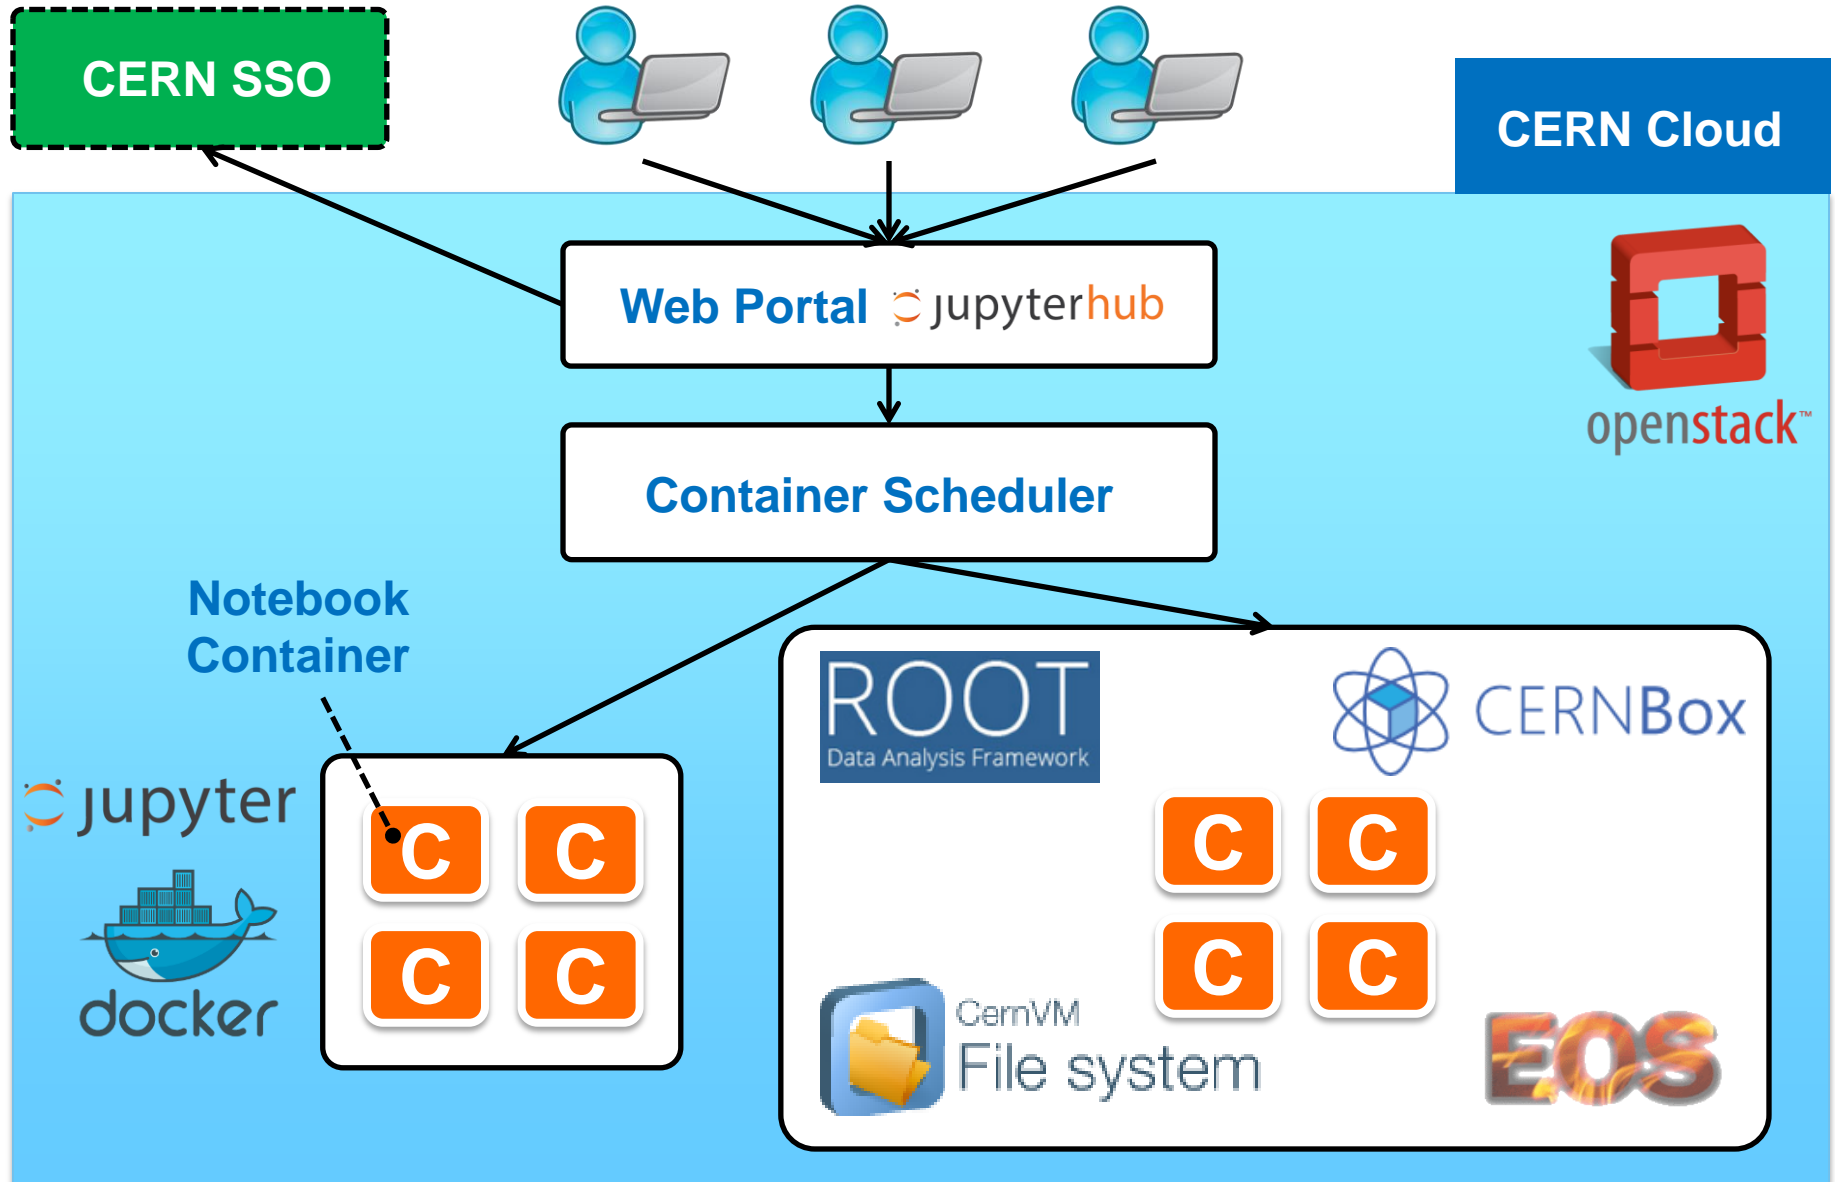 CERN SSO
CERN Cloud
Web Portal jupyterhub
openstack™
Container Scheduler
Notebook
Container
ROOT
Data Analysis Framework
CERNBox
jupyter
C C
C C
docker
C C
C C
CernVM
File system
EOS